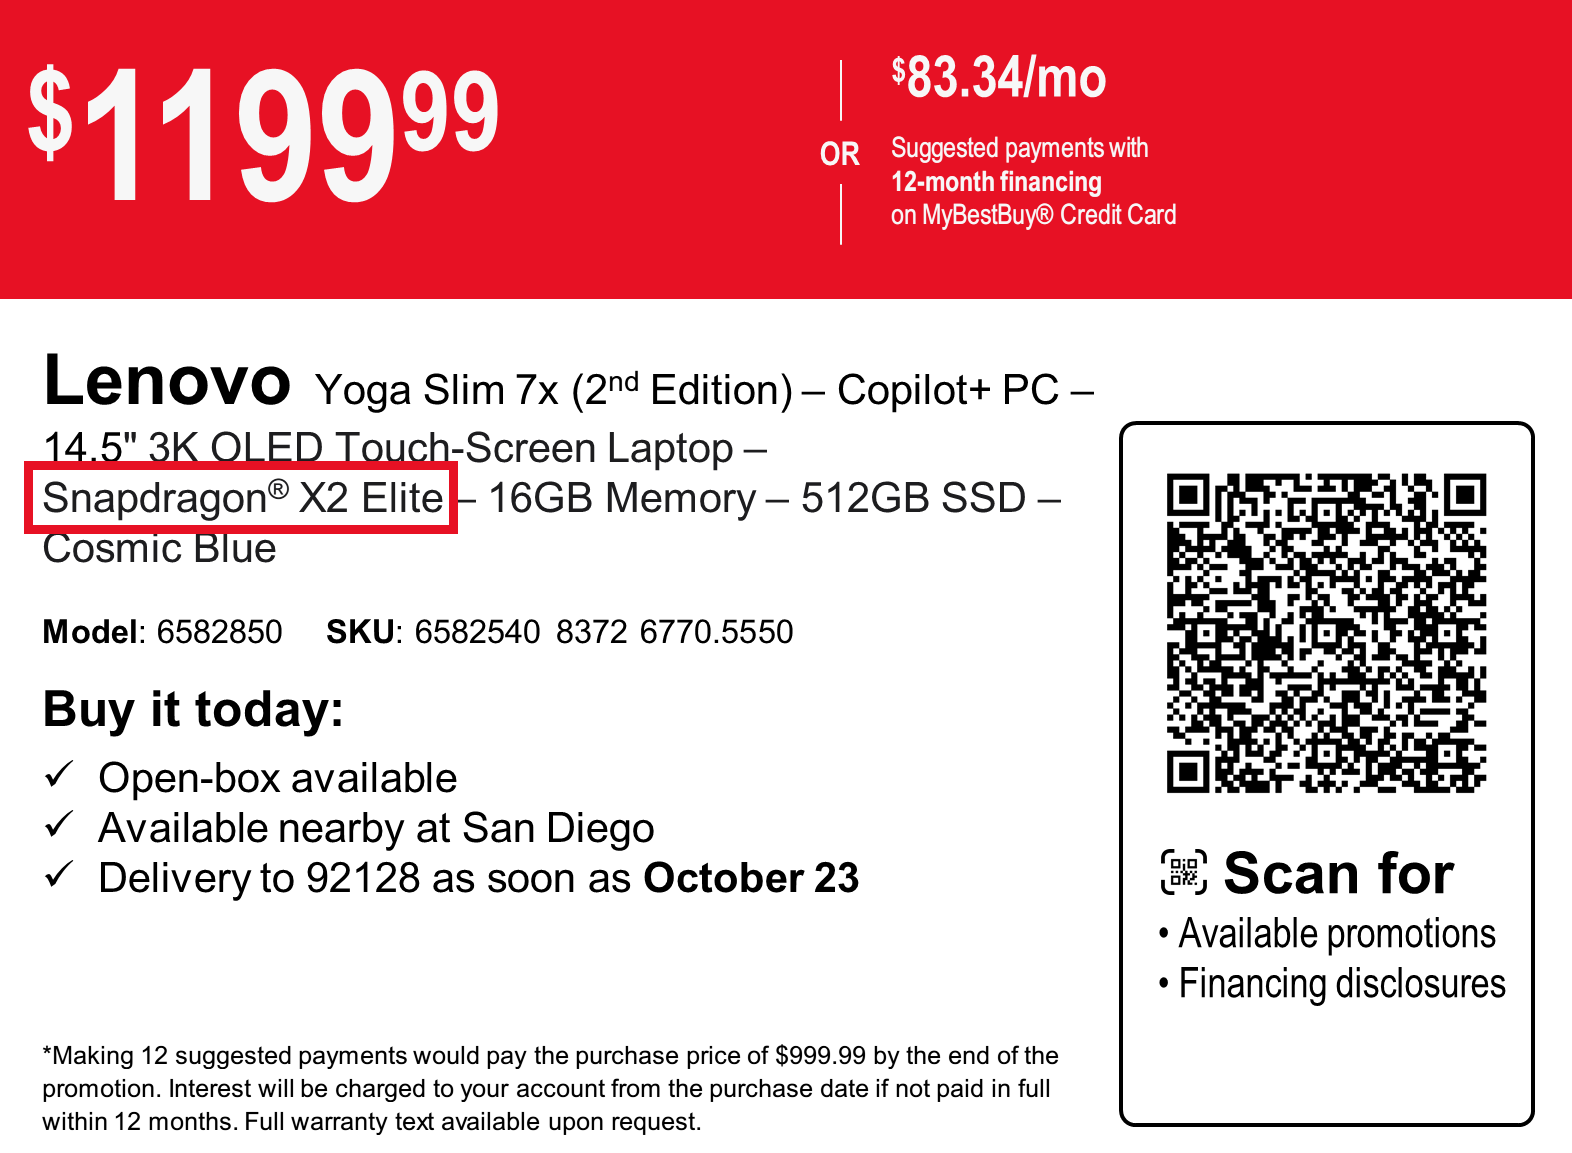 $1199 99
$83.34/mo
OR
Suggested payments with
12-month financing
on MyBestBuy® Credit Card
Lenovo Yoga Slim 7x (2nd Edition) – Copilot+ PC –
14.5" 3K OLED Touch-Screen Laptop –
Snapdragon® X2 Elite – 16GB Memory – 512GB SSD –
Cosmic Blue
Model: 6582850 SKU: 6582540 8372 6770.5550
Buy it today:
✓ Open-box available
✓ Available nearby at San Diego
✓ Delivery to 92128 as soon as October 23
*Making 12 suggested payments would pay the purchase price of $999.99 by the end of the
promotion. Interest will be charged to your account from the purchase date if not paid in full
within 12 months. Full warranty text available upon request.
Scan for
• Available promotions
• Financing disclosures